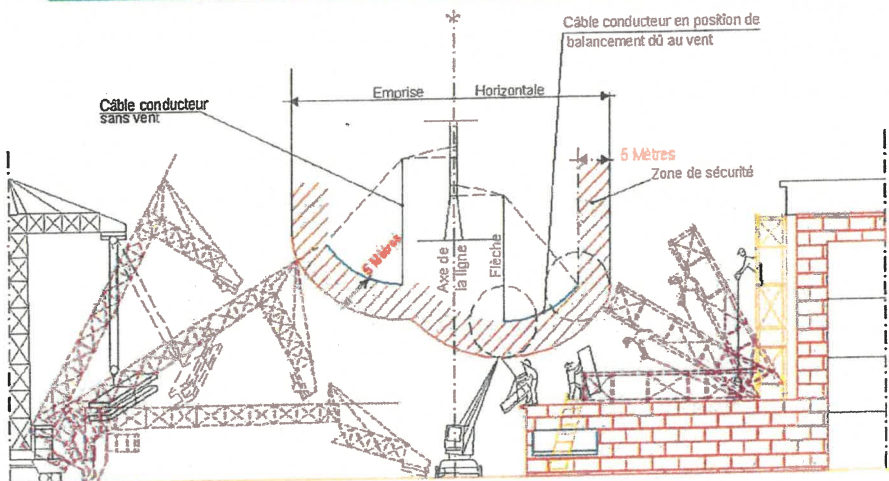 Câble conducteur en position de
balancement dû au vent
Emprise Horizontale
Câble conducteur
sans vent
5 Mètres
Zone de sécurité
5 Mètres
Axe de
la ligne
Flèche